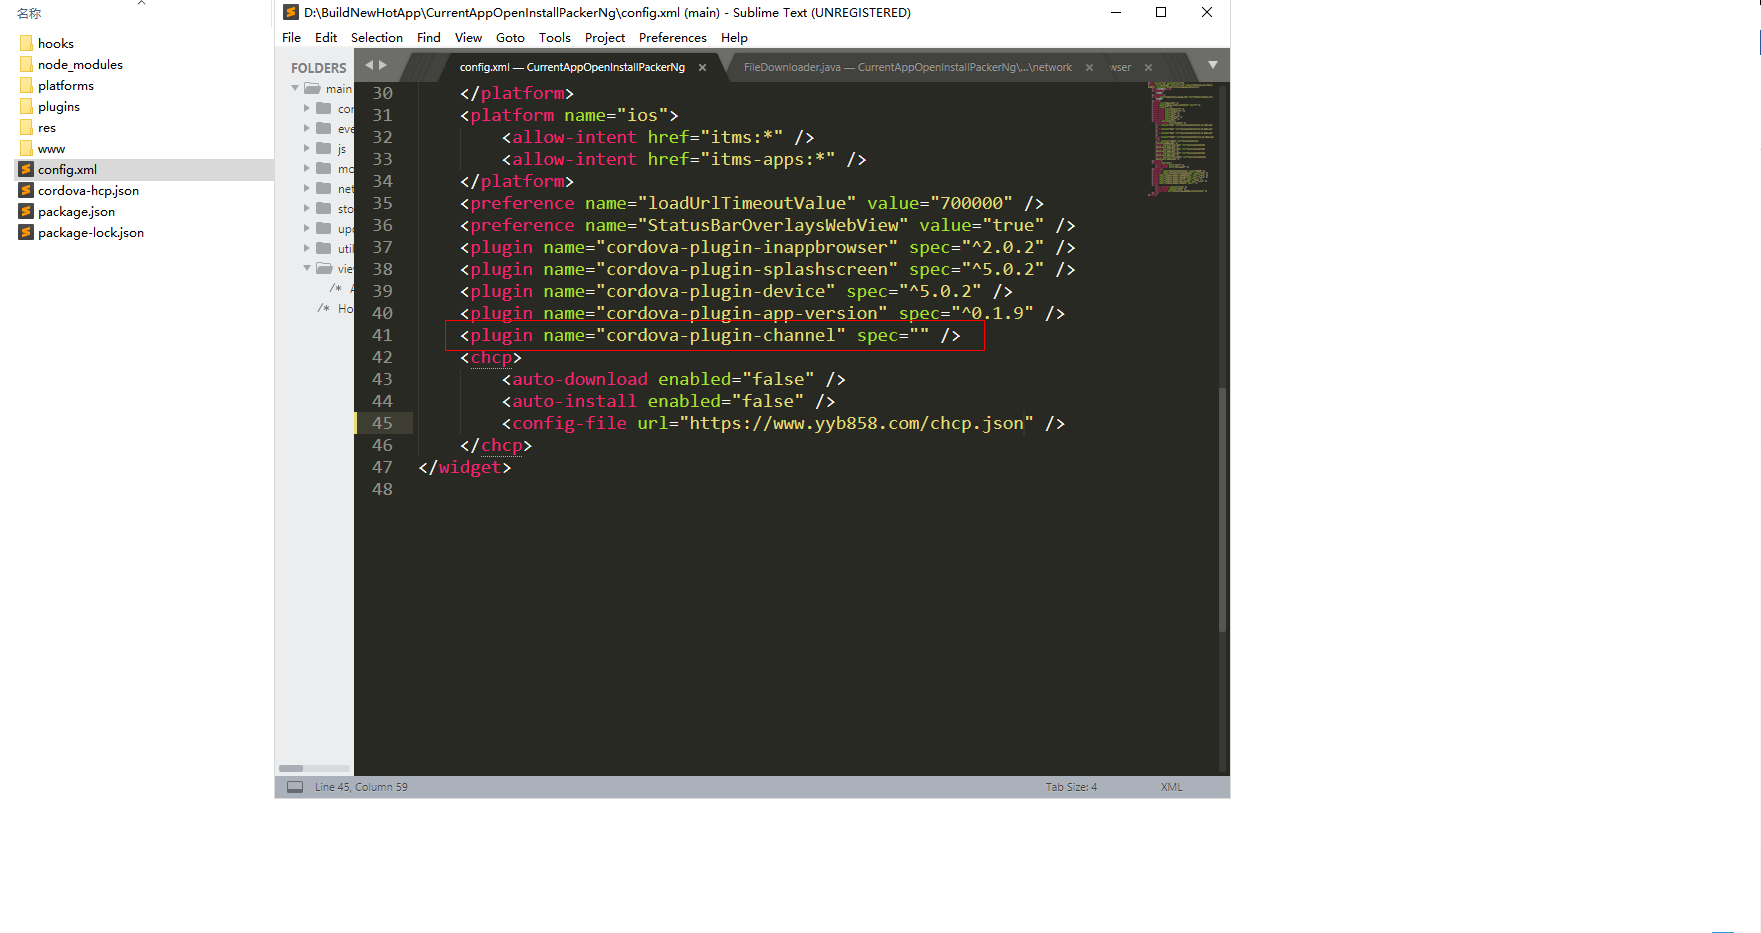 名称
hooks
node_modules
platforms
plugins
res
www
config.xml
cordova-hcp.json
package.json
package-lock.json
D:\BuildNewHotApp\CurrentAppOpenInstallPackerNg\config.xml (main) - Sublime Text (UNREGISTERED)
File Edit Selection Find View Goto Tools Project Preferences Help
FOLDERS
main
cor
eve
js
mo
net
sto
upd
util
viev
/* A
/* Ho
config.xml — CurrentAppOpenInstallPackerNg
FileDownloader.java — CurrentAppOpenInstallPackerNg\...\network
wser
30 </platform>
31 <platform name="ios">
32 <allow-intent href="itms:*" />
33 <allow-intent href="itms-apps:*" />
34 </platform>
35 <preference name="loadUrlTimeoutValue" value="700000" />
36 <preference name="StatusBarOverlaysWebView" value="true" />
37 <plugin name="cordova-plugin-inappbrowser" spec="^2.0.2" />
38 <plugin name="cordova-plugin-splashscreen" spec="^5.0.2" />
39 <plugin name="cordova-plugin-device" spec="^5.0.2" />
40 <plugin name="cordova-plugin-app-version" spec="^0.1.9" />
41 <plugin name="cordova-plugin-channel" spec="" />
42 <chcp>
43 <auto-download enabled="false" />
44 <auto-install enabled="false" />
45 <config-file url="https://www.yyb858.com/chcp.json" />
46 </chcp>
47 </widget>
48
Line 45, Column 59
Tab Size: 4
XML